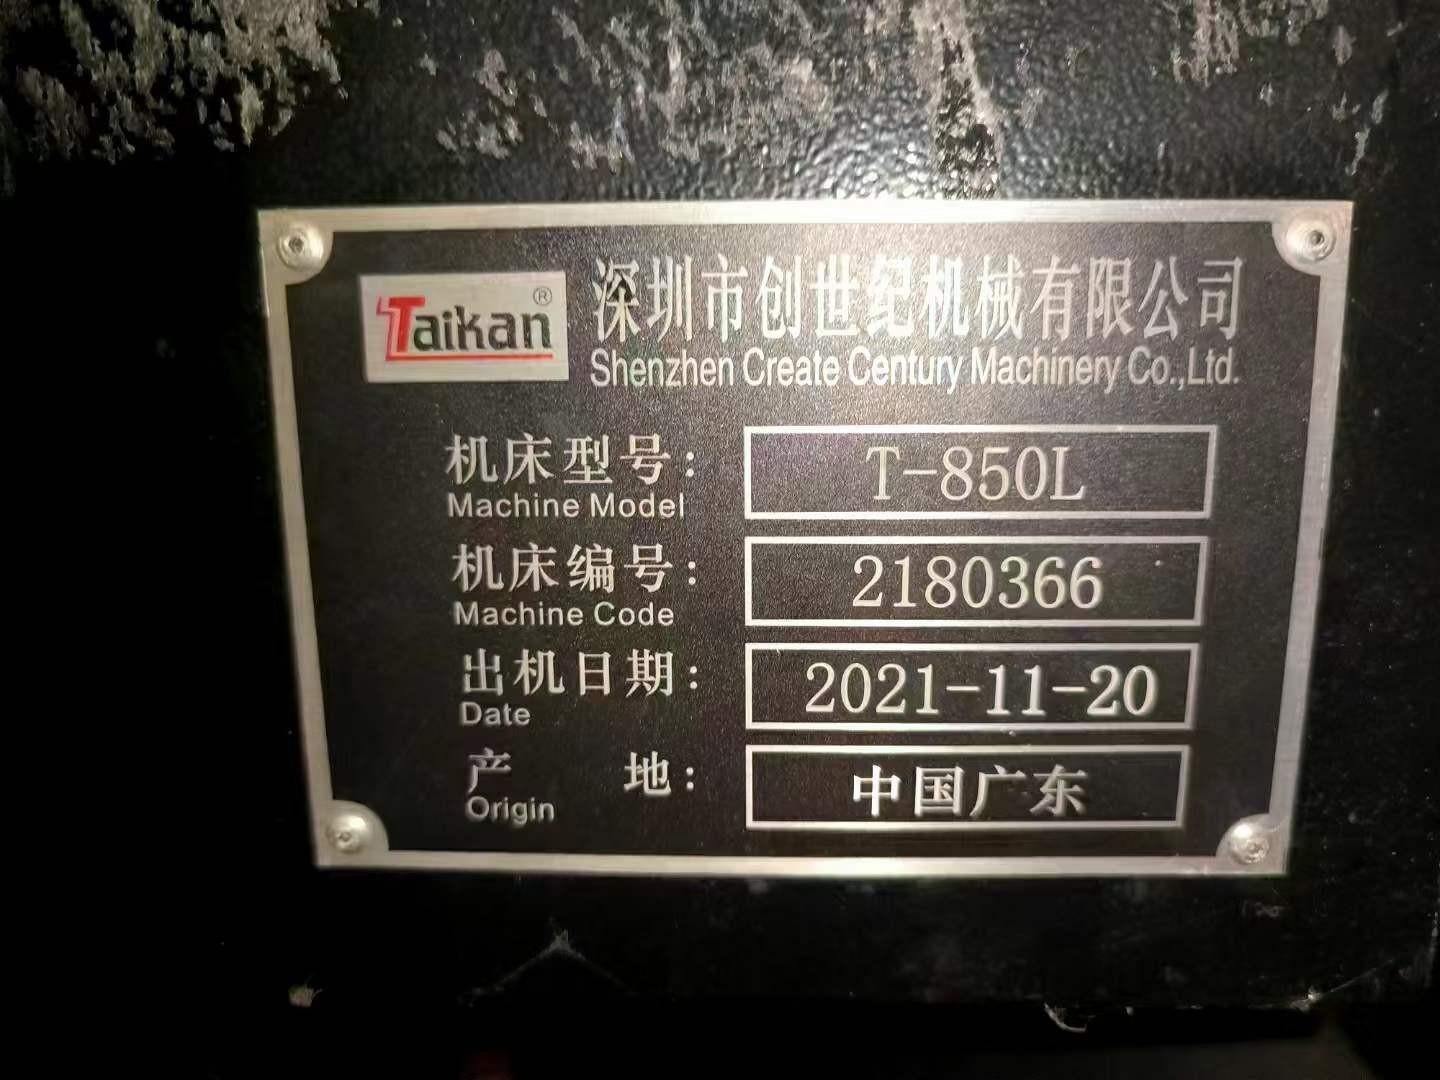 Taikan®
深圳市创世纪机械有限公司
Shenzhen Create Century Machinery Co.,Ltd.
机床型号: T-850L
Machine Model
机床编号: 2180366
Machine Code
出机日期: 2021-11-20
Date
产 地: 中国广东
Origin